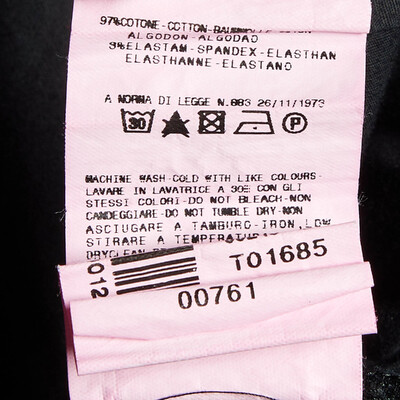 97%COTONE-COTTON-BAUMWOLLE
ALGODON-ALGODAO
3%ELASTAM-SPANDEX-ELASTHAN
ELASTHANNE-ELASTANO
A NORMA DI LEGGE N.883 26/11/1973
30 P
MACHINE WASH COLD WITH LIKE COLOURS-
LAVARE IN LAVATRICE A 30E CON GLI
STESSI COLORI-DO NOT BLEACH-NON
CANDEGGIARE-DO NOT TUMBLE DRY-NON
ASCIUGARE A TAMBURO-IRON LOW
STIRARE A TEMPERATURA
DRYCLEAN
012
T01685
00761